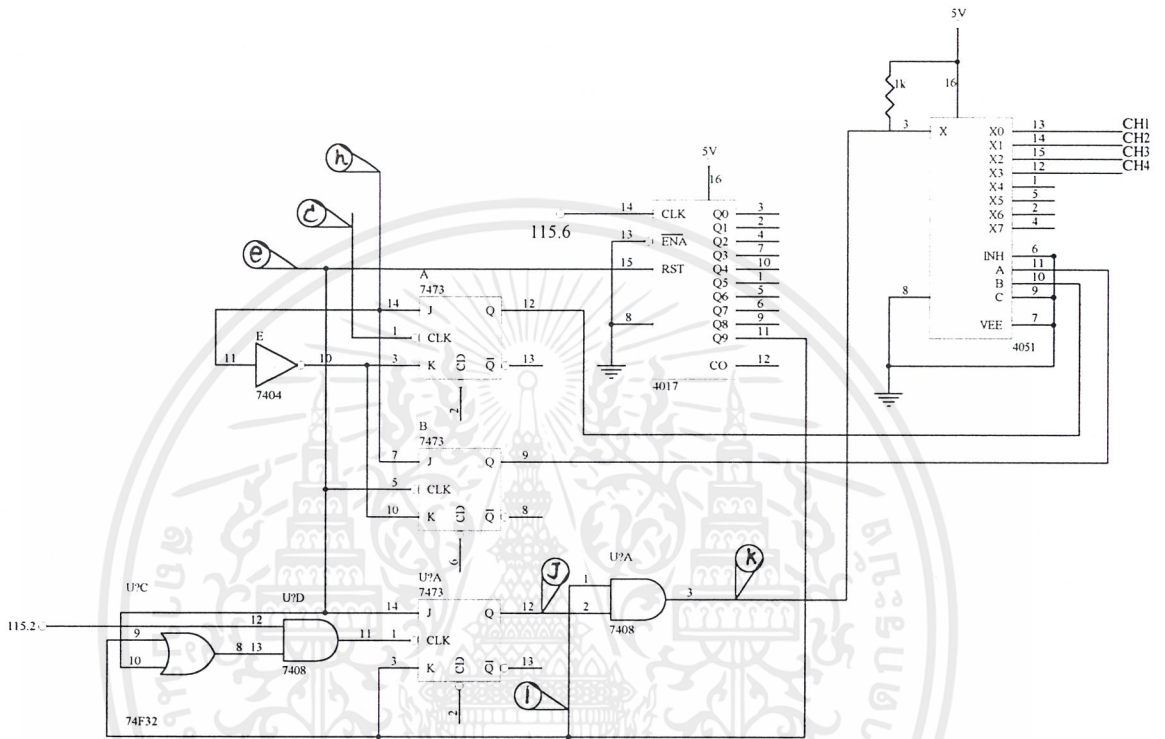 5V
1k
16
3
X
X0
13
CH1
X1
14
CH2
X2
15
CH3
X3
12
CH4
X4
1
X5
5
X6
2
X7
4
INH
6
A
11
B
10
C
9
VEE
7
8
4051
5V
16
115.6
14
CLK
13
ENA
15
RST
8
Q0
3
Q1
2
Q2
4
Q3
7
Q4
10
Q5
1
Q6
5
Q7
6
Q8
9
Q9
11
CO
12
4017
h
c
e
A
7473
14
J
Q
12
1
CLK
3
K
CD
Q
13
2
E
11
10
7404
B
7473
7
J
Q
9
5
CLK
10
K
CD
Q
8
6
U?A
7473
14
J
Q
12
1
CLK
3
K
CD
Q
13
2
J
U?A
1
2
3
7408
K
I
U?C
U?D
115.2
12
9
10
8
13
11
7408
74F32